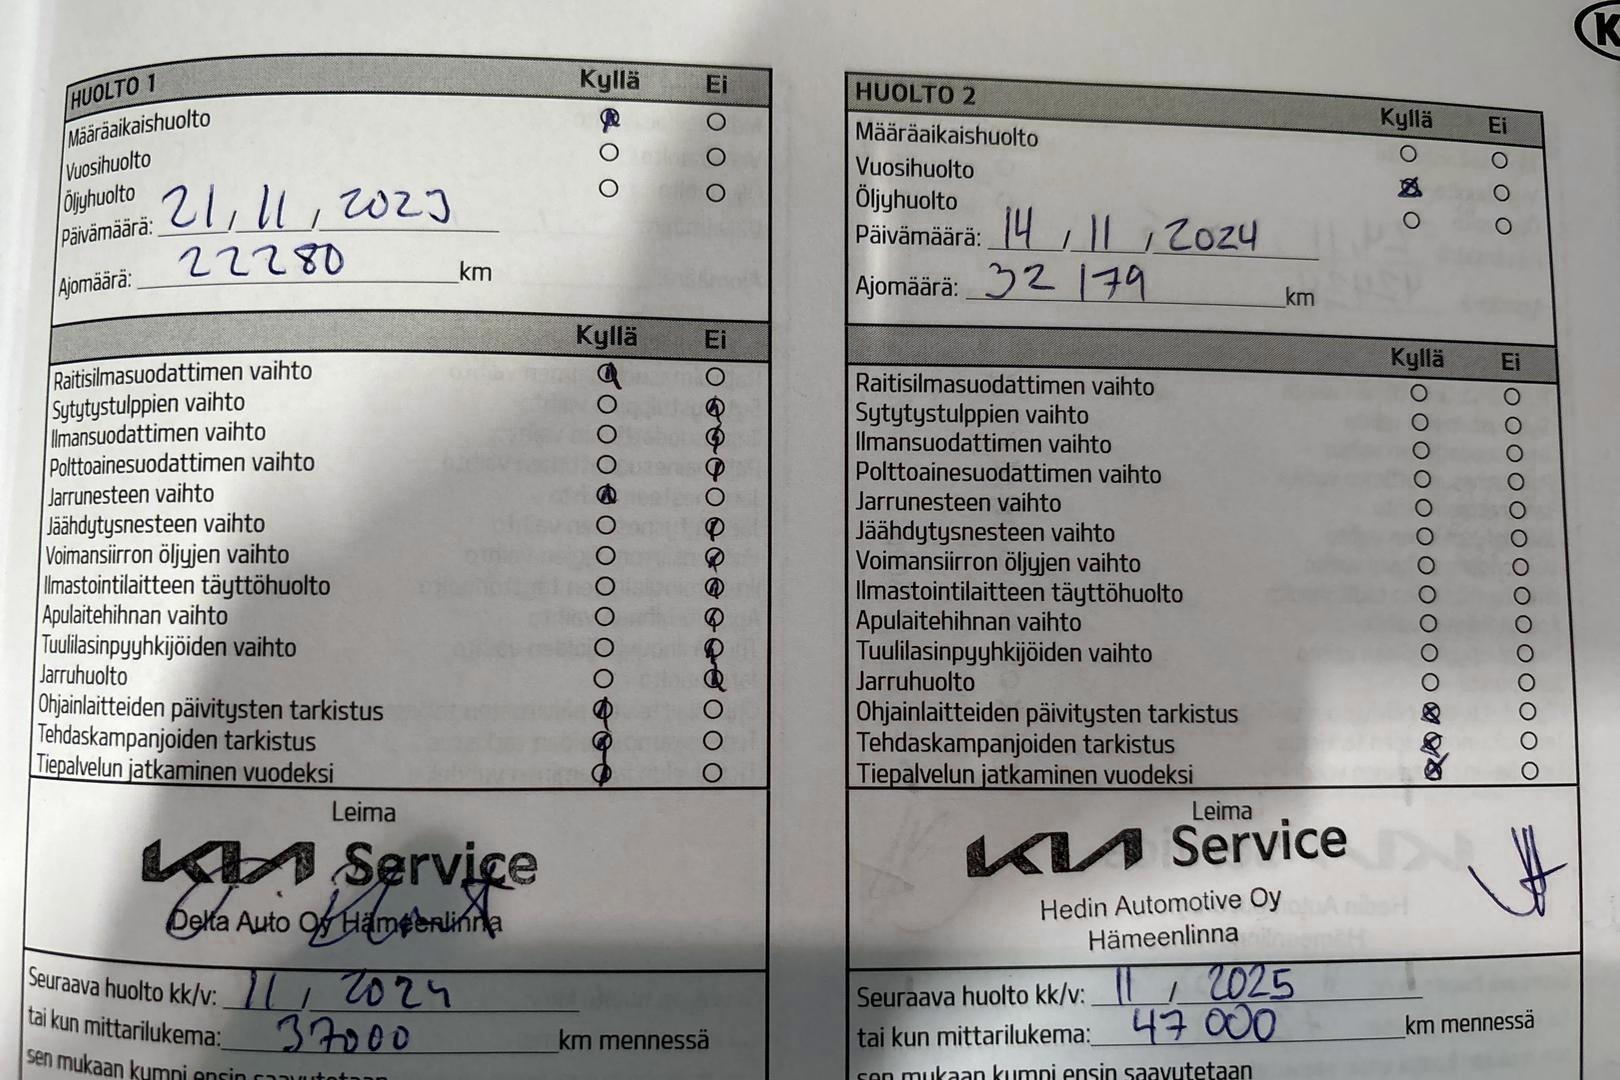 K
HUOLTO 1 Kyllä Ei
Määräaikaishuolto
Vuosihuolto
Öljyhuolto
Päivämäärä: 21, 11, 2023
Ajomäärä: 22280 km
Kyllä Ei
Raitisilmasuodattimen vaihto
Sytytystulppien vaihto
Ilmansuodattimen vaihto
Polttoainesuodattimen vaihto
Jarrunesteen vaihto
Jäähdytysnesteen vaihto
Voimansiirron öljyjen vaihto
Ilmastointilaitteen täyttöhuolto
Apulaitehihnan vaihto
Tuulilasinpyyhkijöiden vaihto
Jarruhuolto
Ohjainlaitteiden päivitysten tarkistus
Tehdaskampanjoiden tarkistus
Tiepalvelun jatkaminen vuodeksi
Leima
KIA Service
Delta Auto Oy Hämeenlinna
Seuraava huolto kk/v: 11, 2024
tai kun mittarilukema: 37000 km mennessä
sen mukaan kumpi ensin saavutetaan
HUOLTO 2 Kyllä Ei
Määräaikaishuolto
Vuosihuolto
Öljyhuolto
Päivämäärä: 14, 11, 2024
Ajomäärä: 32 179 km
Kyllä Ei
Raitisilmasuodattimen vaihto
Sytytystulppien vaihto
Ilmansuodattimen vaihto
Polttoainesuodattimen vaihto
Jarrunesteen vaihto
Jäähdytysnesteen vaihto
Voimansiirron öljyjen vaihto
Ilmastointilaitteen täyttöhuolto
Apulaitehihnan vaihto
Tuulilasinpyyhkijöiden vaihto
Jarruhuolto
Ohjainlaitteiden päivitysten tarkistus
Tehdaskampanjoiden tarkistus
Tiepalvelun jatkaminen vuodeksi
Leima
KIA Service
Hedin Automotive Oy
Hämeenlinna
Seuraava huolto kk/v: 11, 2025
tai kun mittarilukema: 47 000 km mennessä
sen mukaan kumpi ensin saavutetaan